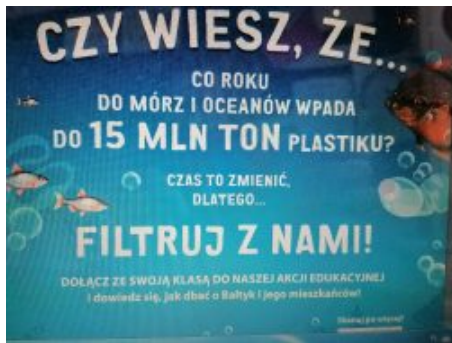 CZY WIESZ, ŻE...
CO ROKU
DO MÓRZ I OCEANÓW WPADA
DO 15 MLN TON PLASTIKU?
CZAS TO ZMIENIĆ,
DLATEGO...
FILTRUJ Z NAMI!
DOŁĄCZ ZE SWOJĄ KLASĄ DO NASZEJ AKCJI EDUKACYJNEJ
i dowiedz się, jak dbać o Bałtyk i jego mieszkańców!